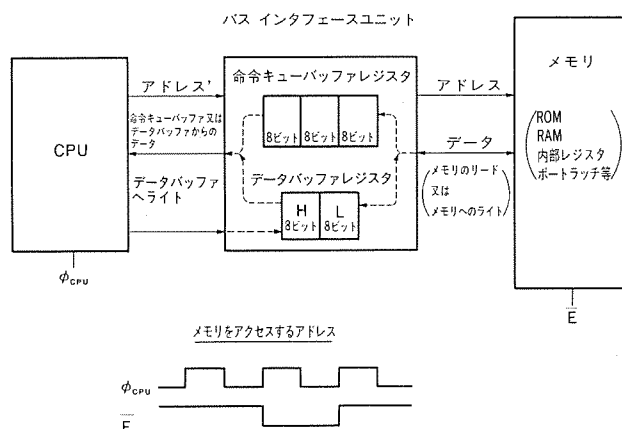 バス インタフェースユニット
CPU
アドレス'
命令キューバッファ又は
データバッファからの
データ
データバッファ
へライト
φCPU
命令キューバッファレジスタ
8ビット 8ビット 8ビット
データバッファレジスタ
H L
8ビット 8ビット
アドレス
データ
(メモリのリード
又は
メモリへのライト)
メモリ
(ROM
RAM
内部レジスタ
ポートラッチ等)
E
メモリをアクセスするアドレス
φCPU
E